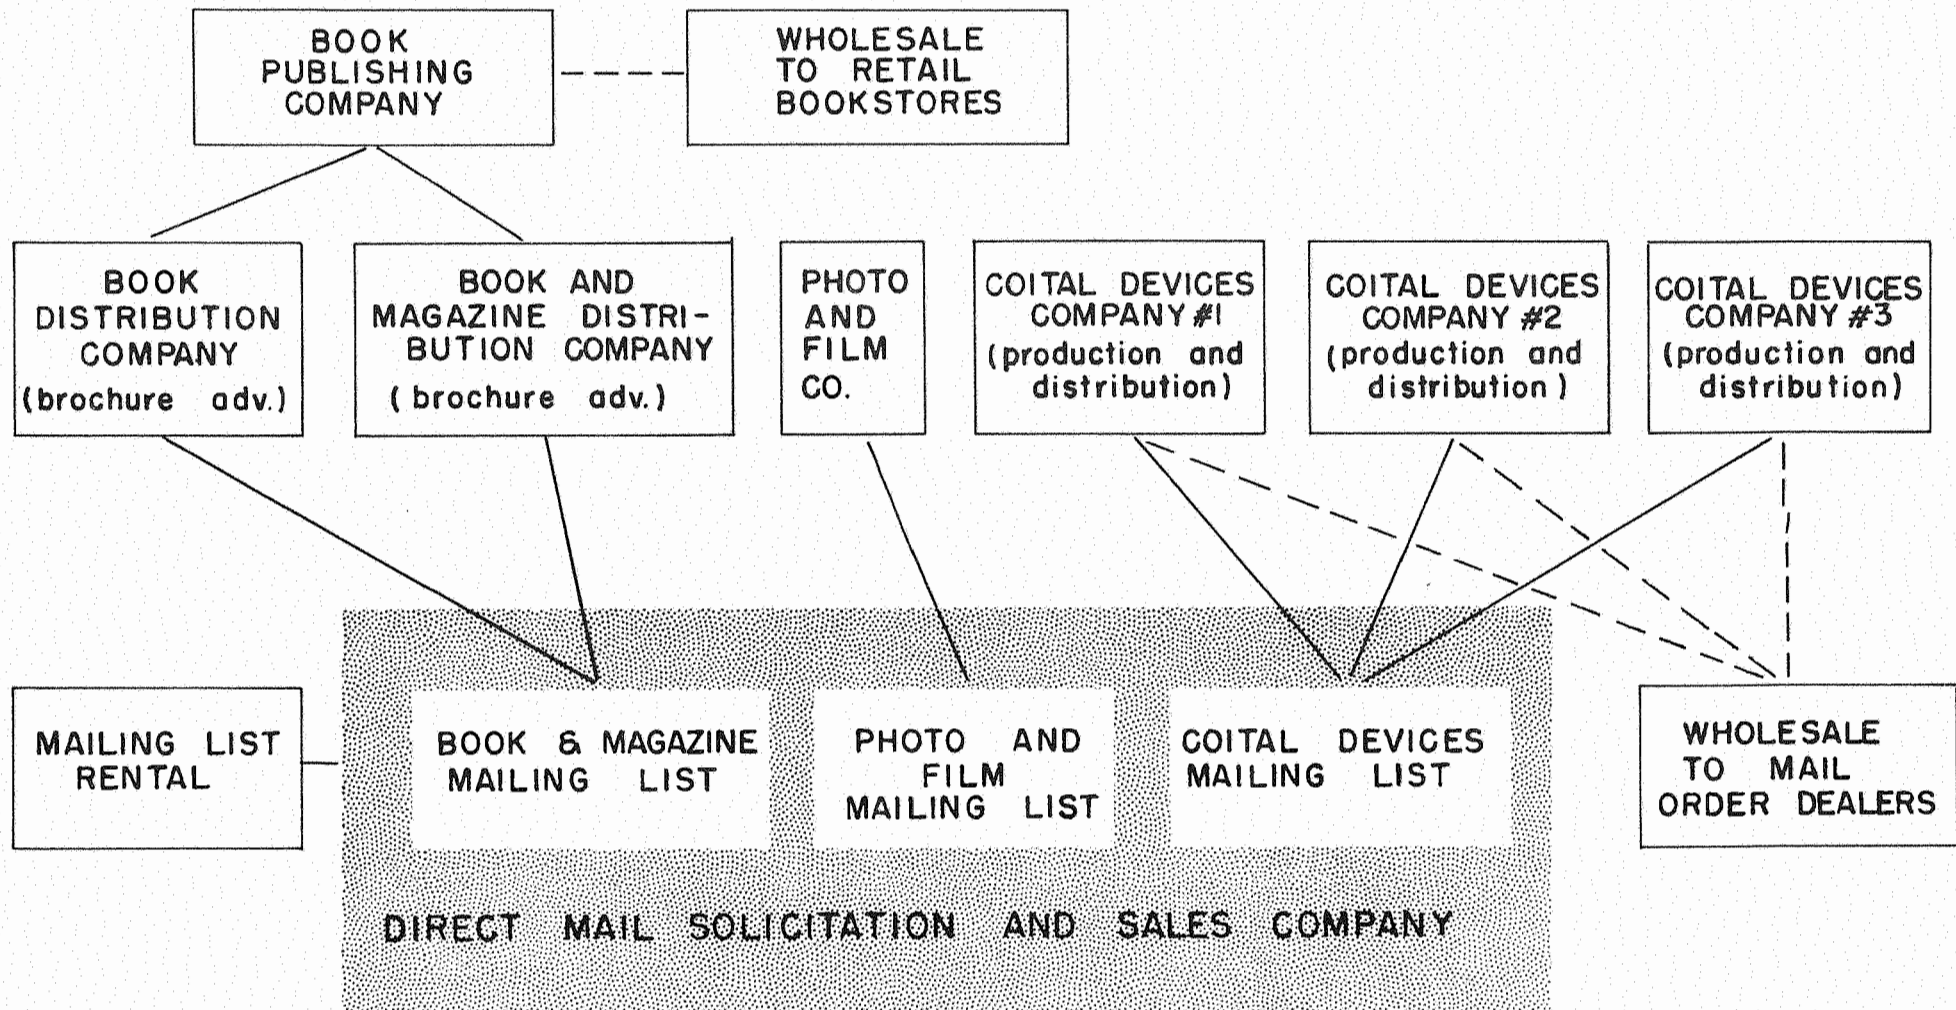 BOOK
PUBLISHING
COMPANY
WHOLESALE
TO RETAIL
BOOKSTORES
BOOK
DISTRIBUTION
COMPANY
(brochure adv.)
BOOK AND
MAGAZINE DISTRI-
BUTION COMPANY
(brochure adv.)
PHOTO
AND
FILM
CO.
COITAL DEVICES
COMPANY #1
(production and
distribution)
COITAL DEVICES
COMPANY #2
(production and
distribution)
COITAL DEVICES
COMPANY #3
(production and
distribution)
MAILING LIST
RENTAL
BOOK & MAGAZINE
MAILING LIST
PHOTO AND
FILM
MAILING LIST
COITAL DEVICES
MAILING LIST
WHOLESALE
TO MAIL
ORDER DEALERS
DIRECT MAIL SOLICITATION AND SALES COMPANY